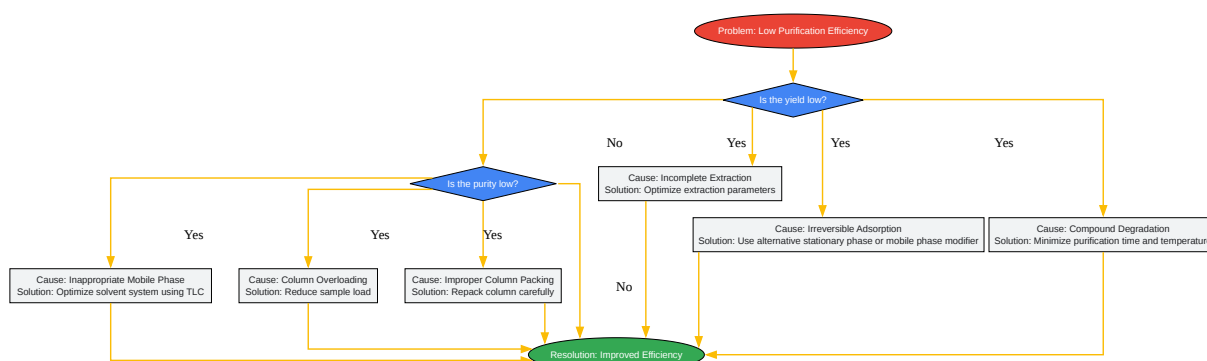 Problem: Low Purification Efficiency
Is the yield low?
No
Yes
Yes
Yes
Is the purity low?
Cause: Incomplete Extraction
Solution: Optimize extraction parameters
Cause: Irreversible Adsorption
Solution: Use alternative stationary phase or mobile phase modifier
Cause: Compound Degradation
Solution: Minimize purification time and temperature
Yes
Yes
Yes
Cause: Inappropriate Mobile Phase
Solution: Optimize solvent system using TLC
Cause: Column Overloading
Solution: Reduce sample load
Cause: Improper Column Packing
Solution: Repack column carefully
No
Resolution: Improved Efficiency